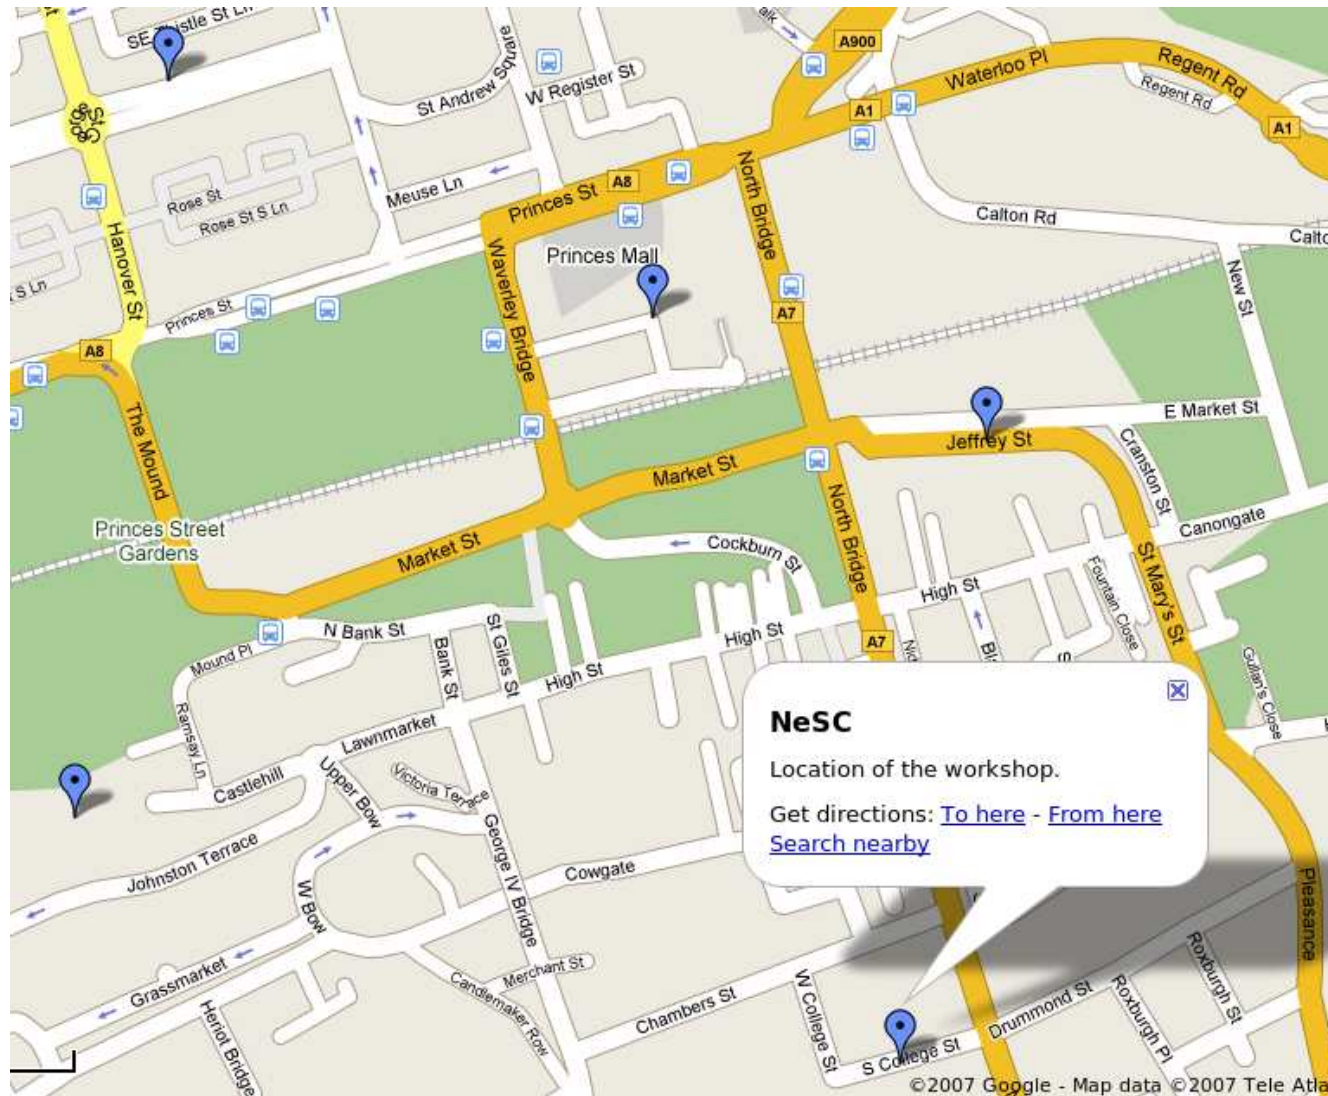 SE Thistle St Ln
St Andrew Square
W Register St
A900
Waterloo Pl
Regent Rd
Regent Rd
A1
A1
Meuse Ln
Rose St
Rose St S Ln
S Ln
Hanover St
Princes St
A8
North Bridge
Calton Rd
Princes Mall
Waverley Bridge
New St
Princes St
A8
A7
The Mound
E Market St
Jeffrey St
Cranston St
Market St
Canongate
Princes Street
Gardens
Market St
Cockburn St
North Bridge
St Mary's St
Fountain Close
High St
High St
High St
N Bank St
Mound Pl
Bank St
St Giles St
A7
Gullan's Close
Ramsay Ln
Lawnmarket
Castlehill
Upper Bow
Victoria Terrace
NeSC
Location of the workshop.
Get directions: To here - From here
Search nearby
Johnston Terrace
George IV Bridge
Cowgate
W Bow
Pleasance
Grassmarket
Merchant St
Candlemaker Row
Heriot Bridge
Chambers St
W College St
S College St
Drummond St
Roxburgh St
Roxburgh Pl
©2007 Google - Map data ©2007 Tele Atla